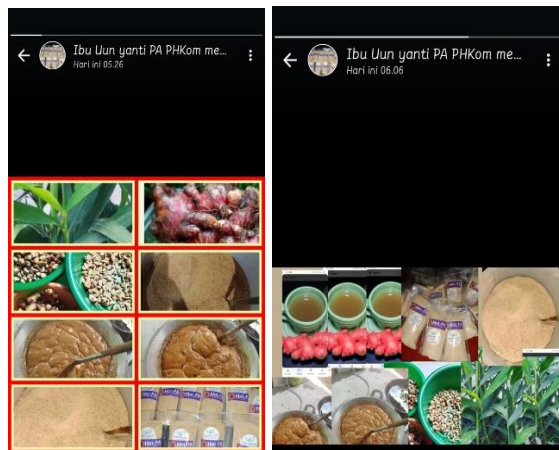 Ibu Uun yanti PA PHKom me...
Hari ini 05.26
Ibu Uun yanti PA PHKom me...
Hari ini 06.06